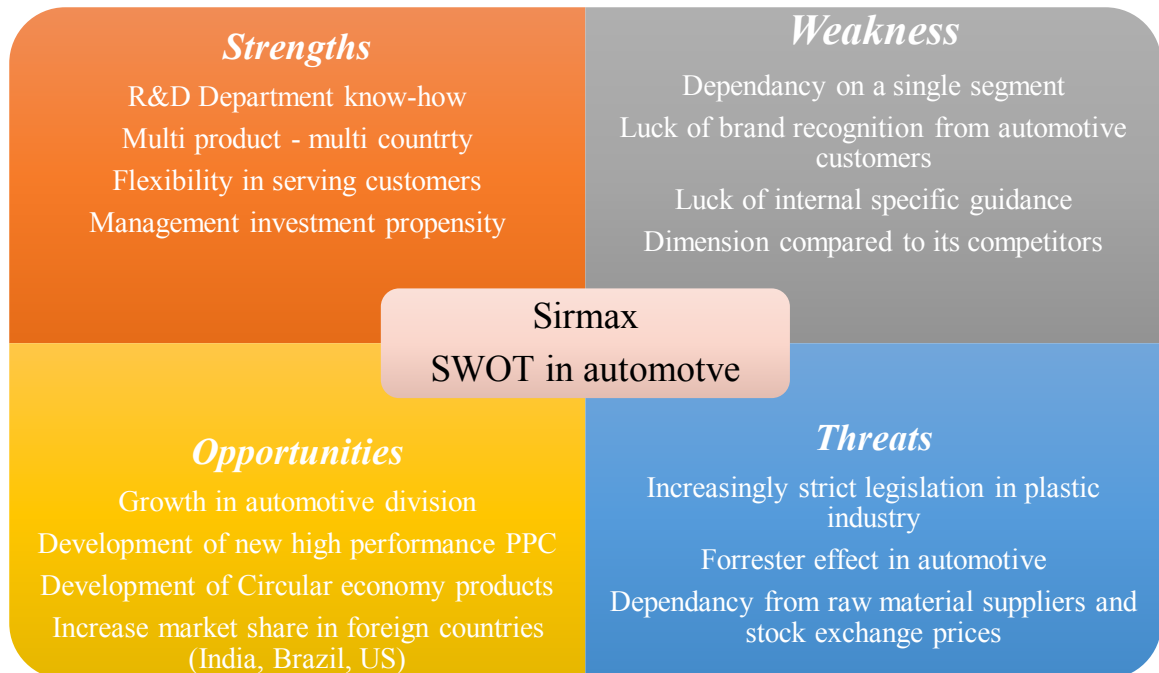 Strengths
R&D Department know-how
Multi product - multi countrty
Flexibility in serving customers
Management investment propensity
Weakness
Dependancy on a single segment
Luck of brand recognition from automotive
customers
Luck of internal specific guidance
Dimension compared to its competitors
Sirmax
SWOT in automotve
Opportunities
Growth in automotive division
Development of new high performance PPC
Development of Circular economy products
Increase market share in foreign countries
(India, Brazil, US)
Threats
Increasingly strict legislation in plastic
industry
Forrester effect in automotive
Dependancy from raw material suppliers and
stock exchange prices